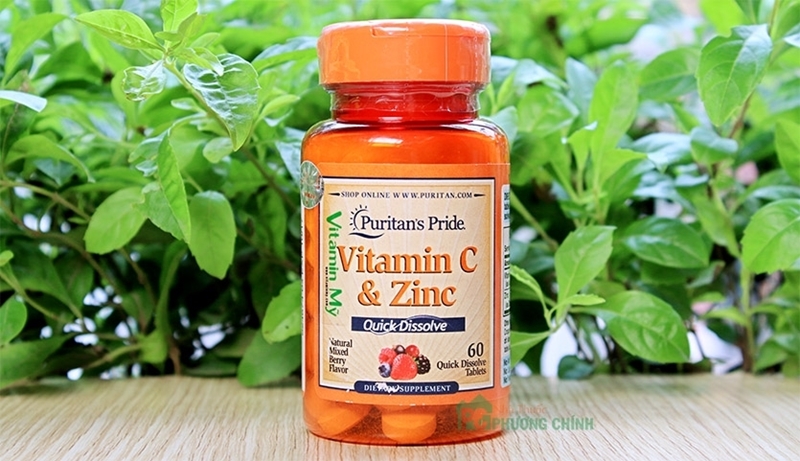 SHOP ONLINE WWW.PURITAN.COM
Puritan's Pride
Vitamin C
& Zinc
Quick Dissolve
Natural
Mixed
Berry
Flavor
60
Quick Dissolve
Tablets
DIETARY SUPPLEMENT
Vitamin Mỹ
PHƯƠNG CHÍNH